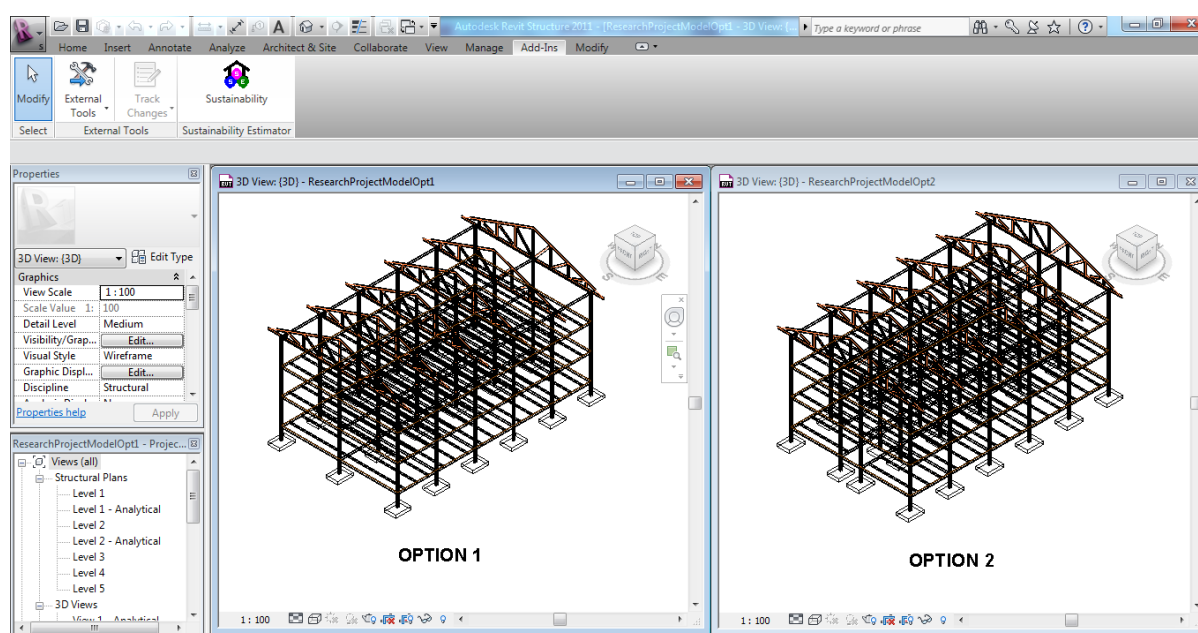 Autodesk Revit Structure 2011 - [ResearchProjectModelOpt1 - 3D View: {...
Type a keyword or phrase
Home Insert Annotate Analyze Architect & Site Collaborate View Manage Add-Ins Modify
Modify
External Tools
Track Changes
Sustainability
Select
External Tools
Sustainability Estimator
Properties
3D View: {3D}
Edit Type
Graphics
View Scale 1 : 100
Scale Value 1: 100
Detail Level Medium
Visibility/Grap... Edit...
Visual Style Wireframe
Graphic Displ... Edit...
Discipline Structural
Properties help
Apply
ResearchProjectModelOpt1 - Projec...
Views (all)
Structural Plans
Level 1
Level 1 - Analytical
Level 2
Level 2 - Analytical
Level 3
Level 4
Level 5
3D Views
View 1 - Analytical
3D View: {3D} - ResearchProjectModelOpt1
OPTION 1
1 : 100
3D View: {3D} - ResearchProjectModelOpt2
OPTION 2
1 : 100